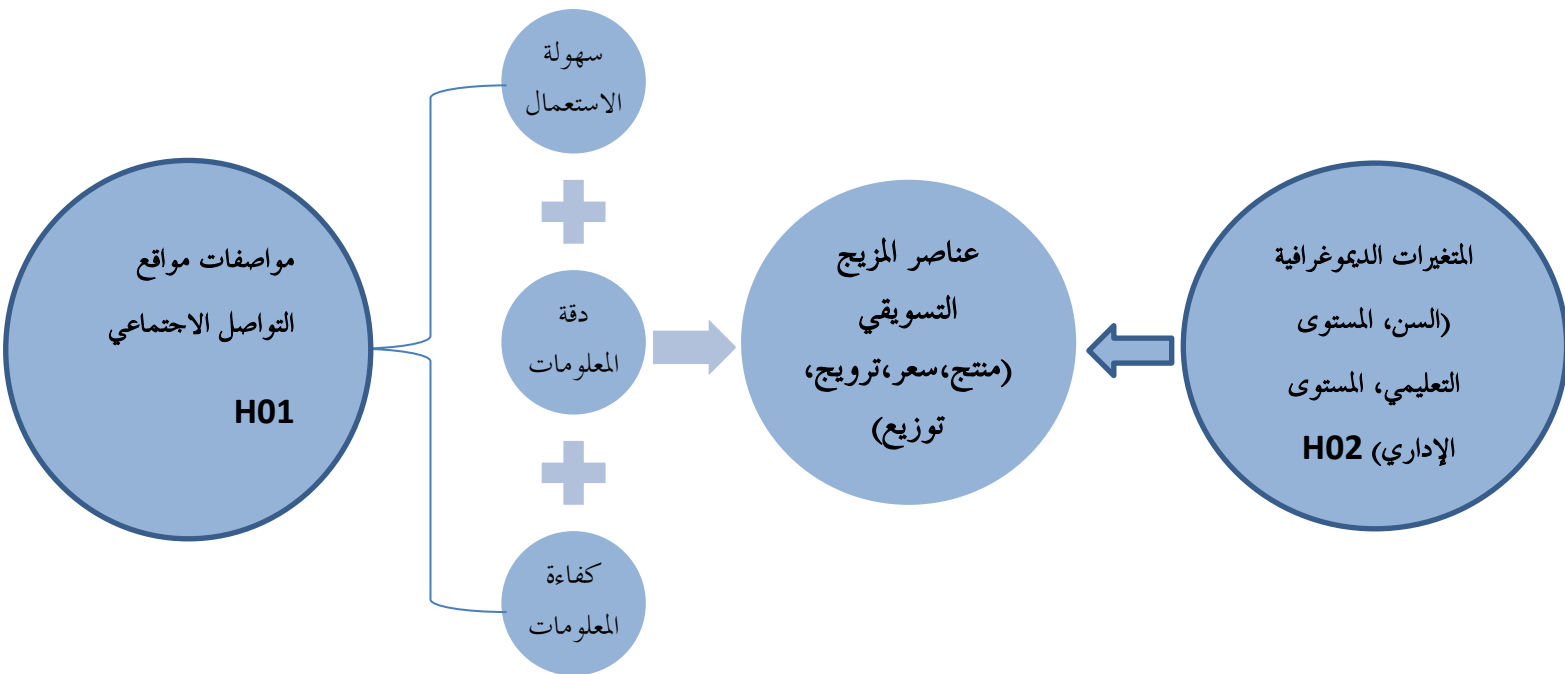 المتغيرات الديموغرافية
(السن، المستوى
التعليمي، المستوى
الإداري) H02
عناصر المزيج
التسويقي
(منتج،سعر،ترويج،
توزيع)
سهولة
الاستعمال
دقة
المعلومات
كفاءة
المعلومات
مواصفات مواقع
التواصل الاجتماعي
H01